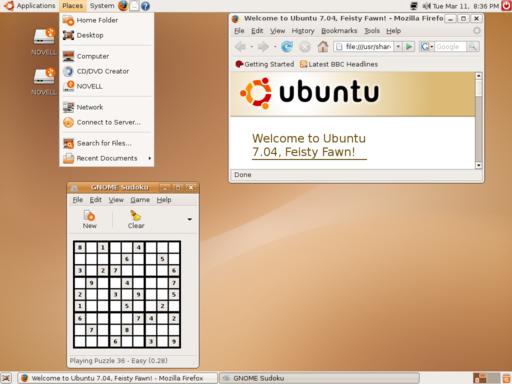 Applications Places System Tue Mar 11, 8:36 PM
Home Folder
Desktop
Computer
CD/DVD Creator
NOVELL
Network
Connect to Server...
Search for Files...
Recent Documents
NOVELL
NOVELL
Welcome to Ubuntu 7.04, Feisty Fawn! - Mozilla Firefo
File Edit View History Bookmarks Tools Help
file:///usr/shar Google
Getting Started Latest BBC Headlines
ubuntu
Welcome to Ubuntu
7.04, Feisty Fawn!
Done
GNOME Sudoku
File Edit View Game Help
New Clear
8 1 4
6 5
3 2 7 6
9 4 7
2 3 9 5
1 5 2
6 7 4 2
7 8
6 3 9
Playing Puzzle 36 - Easy (0.28)
Welcome to Ubuntu 7.04, Feisty Fawn! - Mozilla Firefox GNOME Sudoku